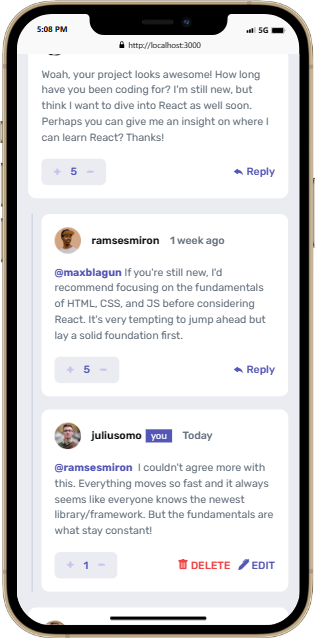 5:08 PM
5G
http://localhost:3000
Woah, your project looks awesome! How long
have you been coding for? I'm still new, but
think I want to dive into React as well soon.
Perhaps you can give me an insight on where I
can learn React? Thanks!
+ 5 −
Reply
ramsesmiron 1 week ago
@maxblagun If you're still new, I'd
recommend focusing on the fundamentals
of HTML, CSS, and JS before considering
React. It's very tempting to jump ahead but
lay a solid foundation first.
+ 5 −
Reply
juliusomo you Today
@ramsesmiron I couldn't agree more with
this. Everything moves so fast and it always
seems like everyone knows the newest
library/framework. But the fundamentals are
what stay constant!
+ 1 −
DELETE EDIT